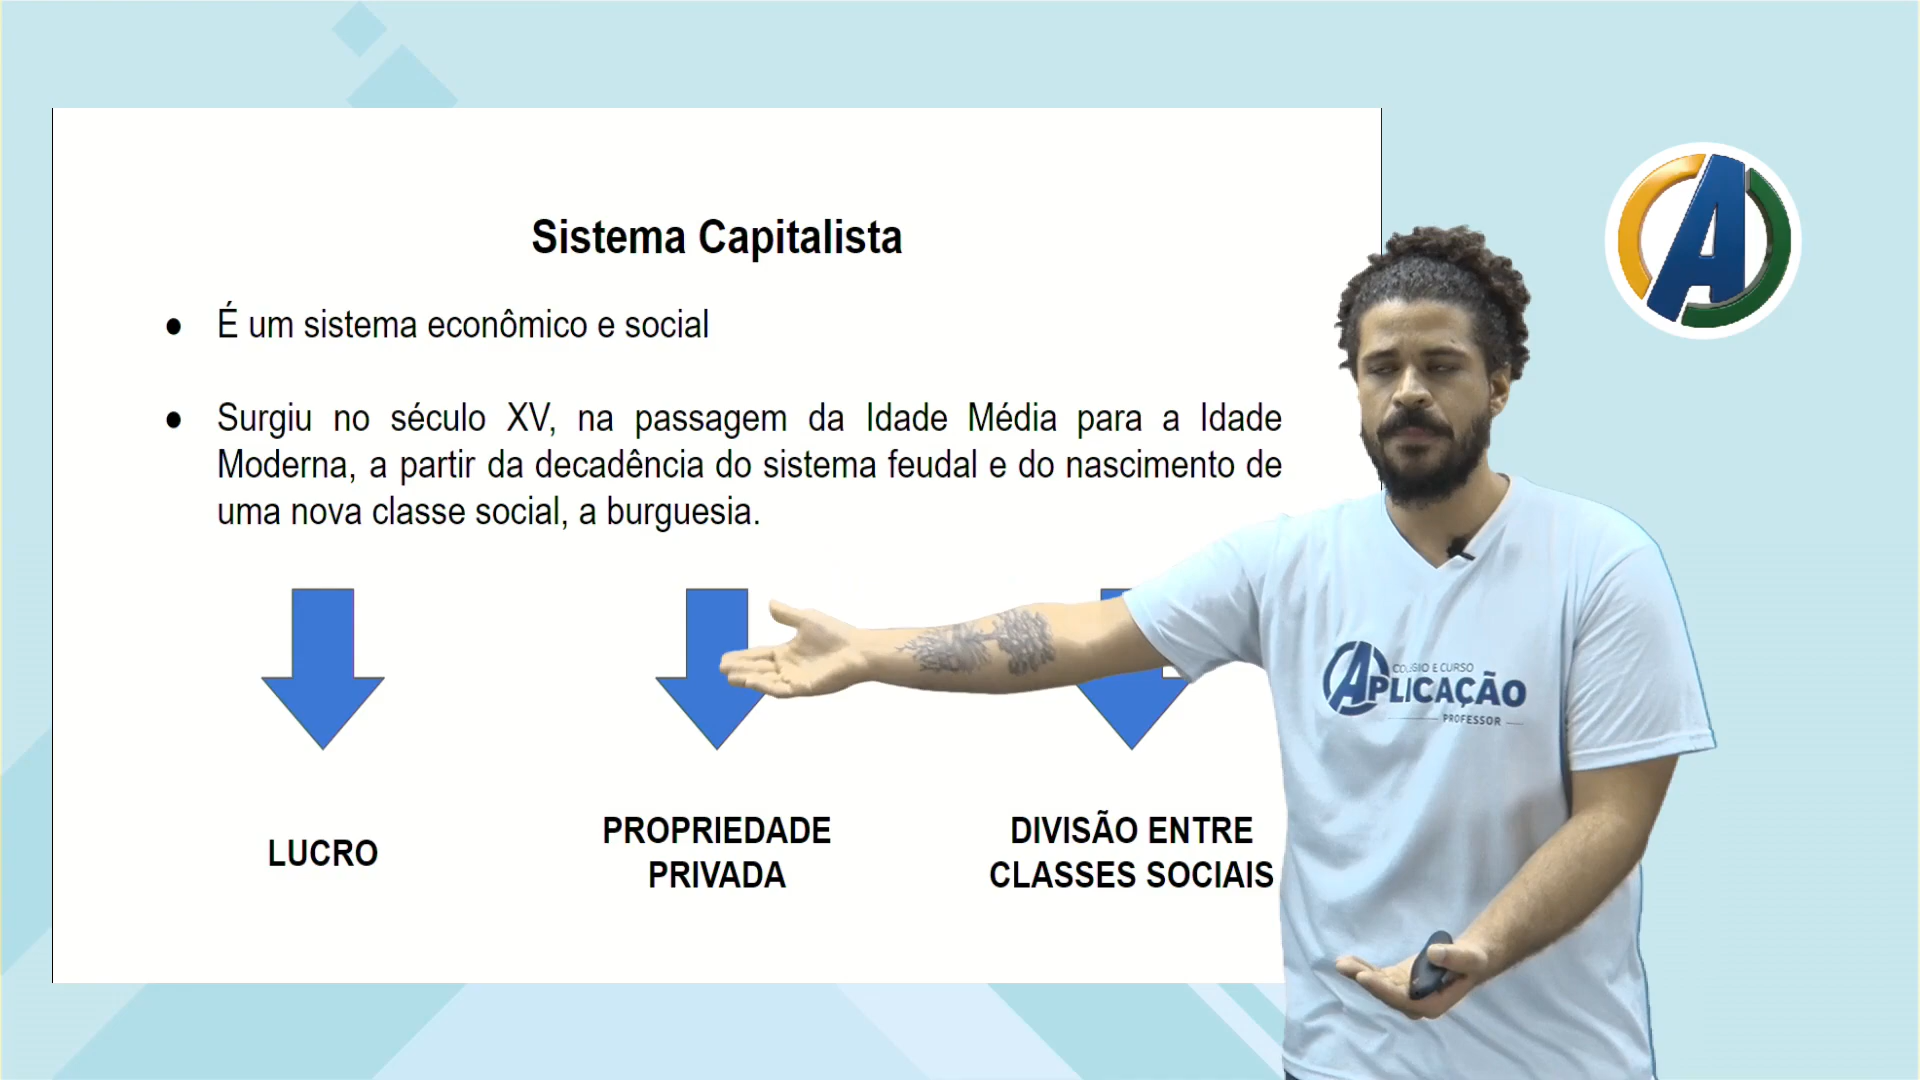 Sistema Capitalista
● É um sistema econômico e social
● Surgiu no século XV, na passagem da Idade Média para a Idade
Moderna, a partir da decadência do sistema feudal e do nascimento de
uma nova classe social, a burguesia.
LUCRO
PROPRIEDADE
PRIVADA
DIVISÃO ENTRE
CLASSES SOCIAIS
A
COLÉGIO E CURSO
APLICAÇÃO
PROFESSOR